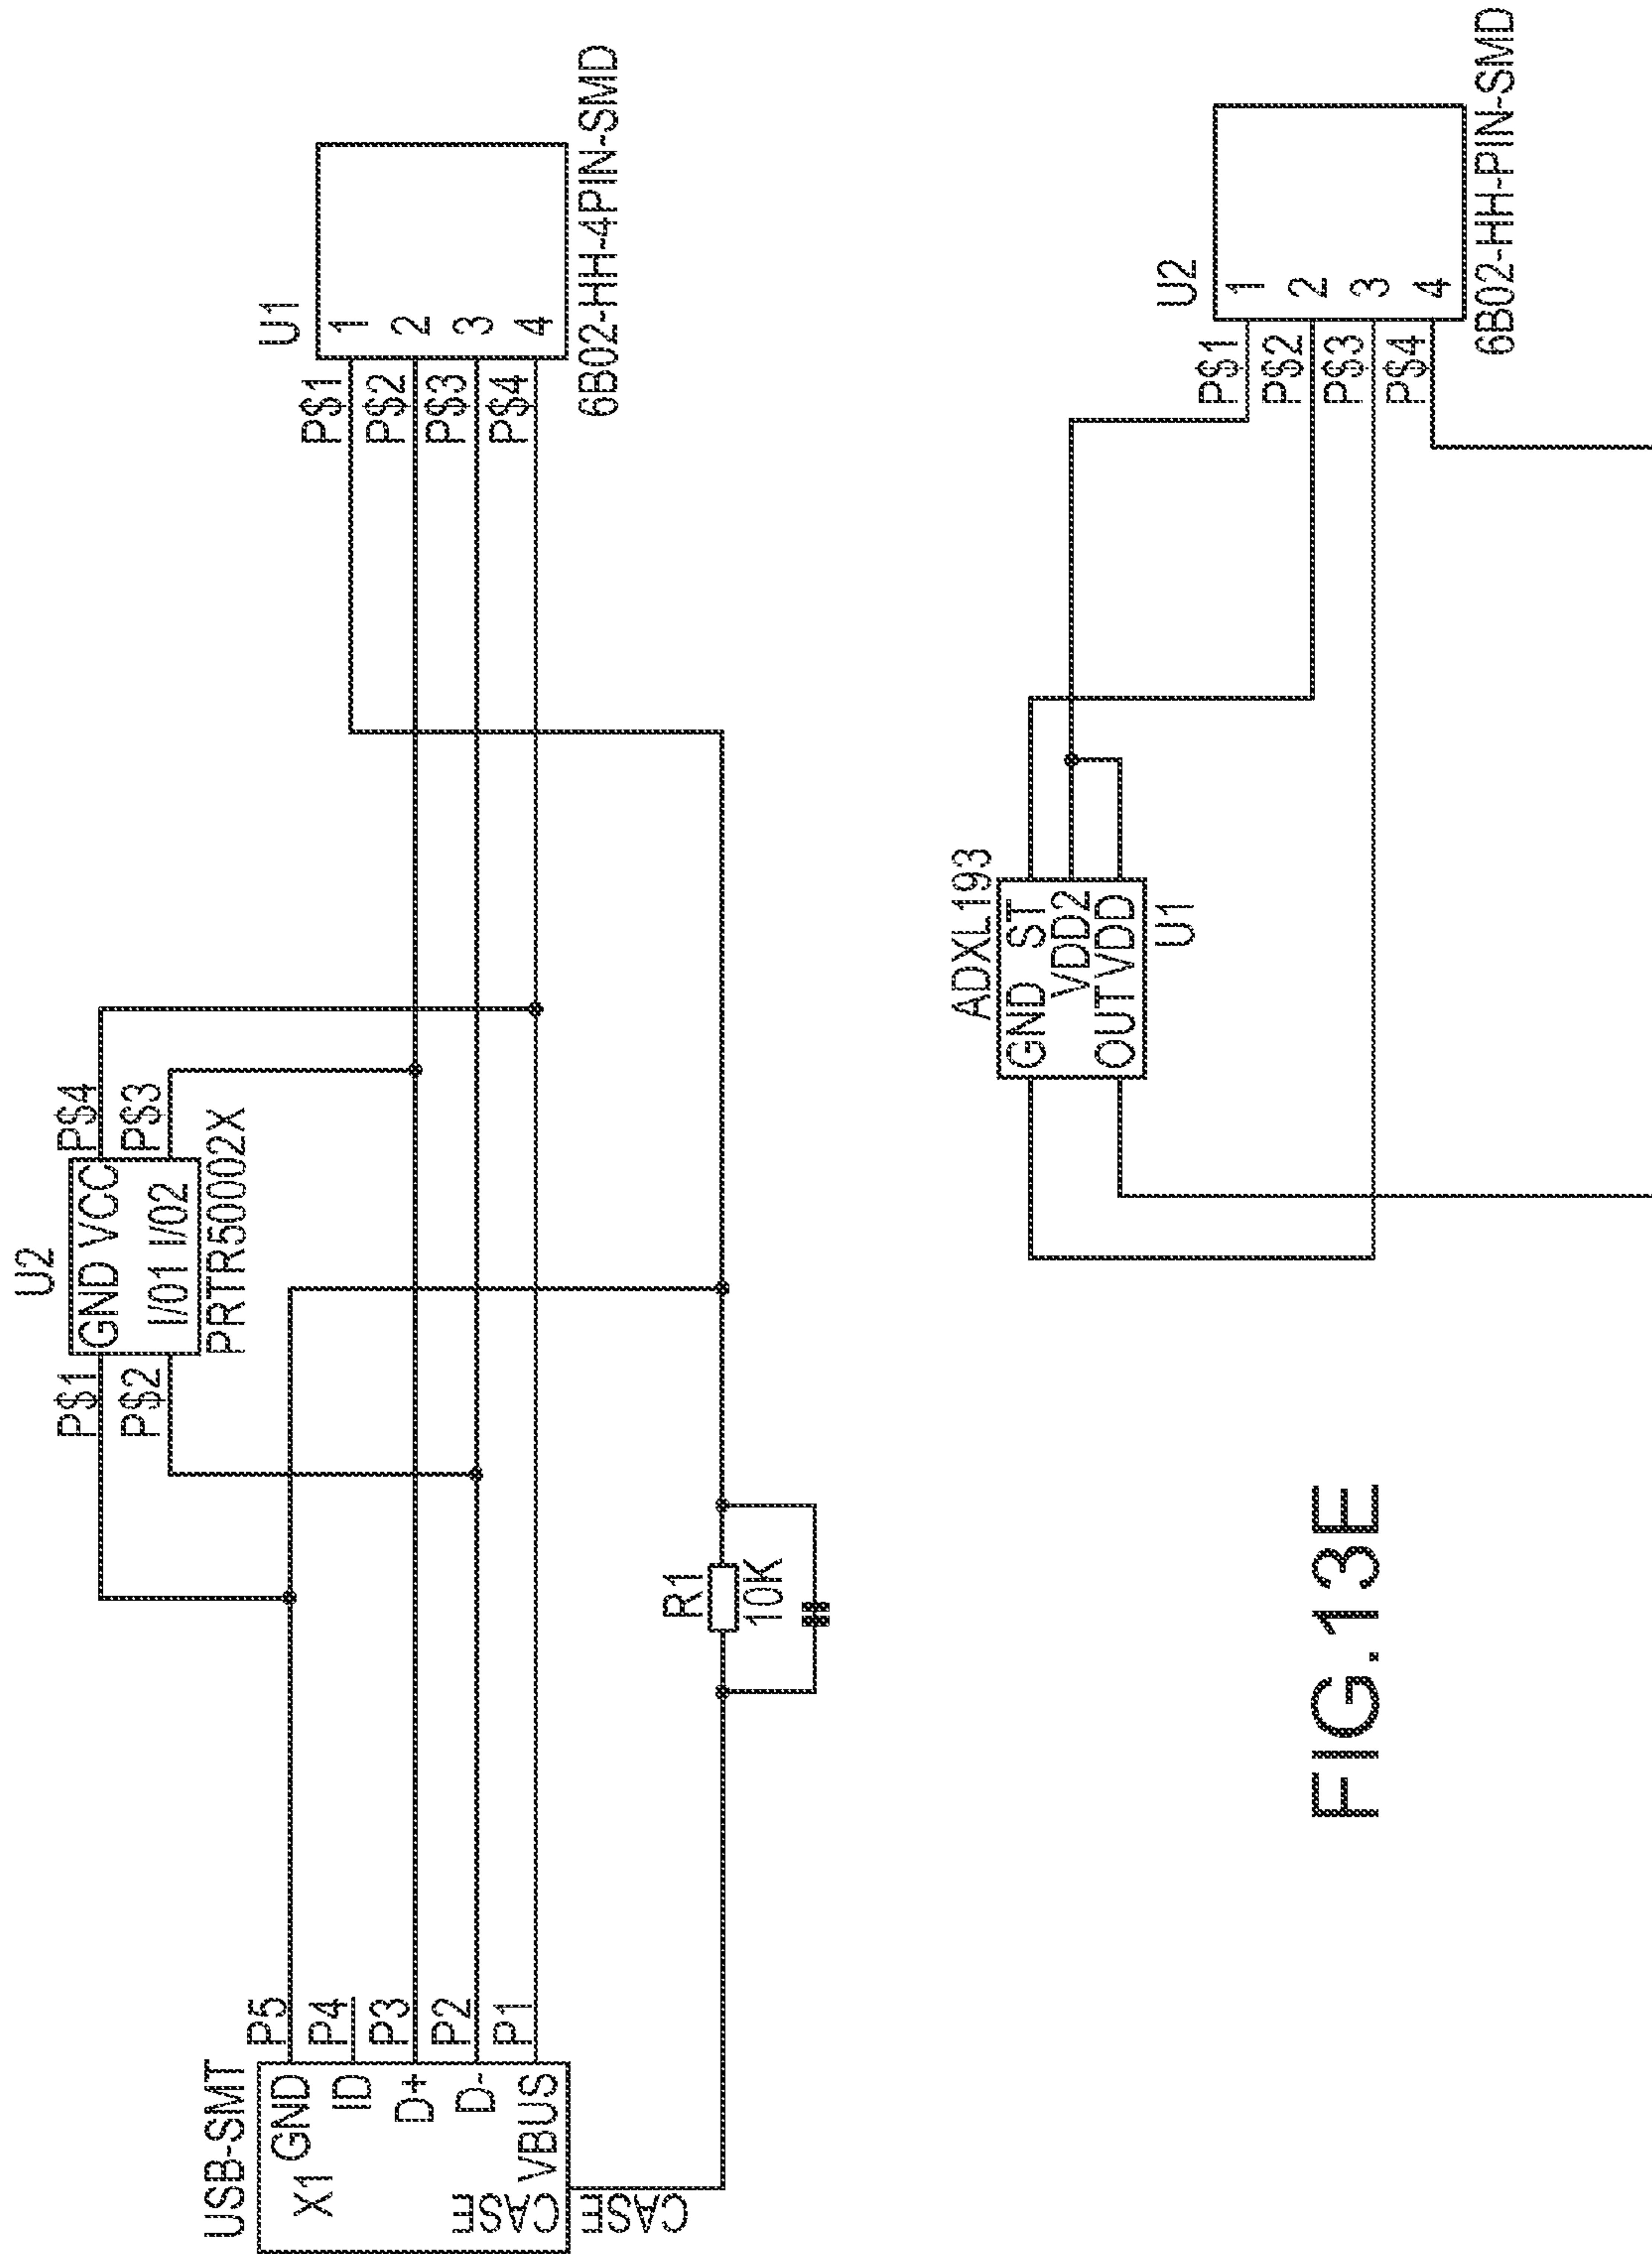 USB-SMT
X1
GND
ID
D+
D-
VBUS
CASE
CASE
P5
P4
P3
P2
P1
U2
P$1
P$2
GND VCC
I/01 I/02
P$4
P$3
PRTR50002X
R1
10K
U1
P$1
P$2
P$3
P$4
1
2
3
4
6B02-HH-4PIN-SMD
ADXL193
GND ST
VDD2
OUT VDD
U1
U2
P$1
P$2
P$3
P$4
1
2
3
4
6B02-HH-PIN-SMD
FIG.13E